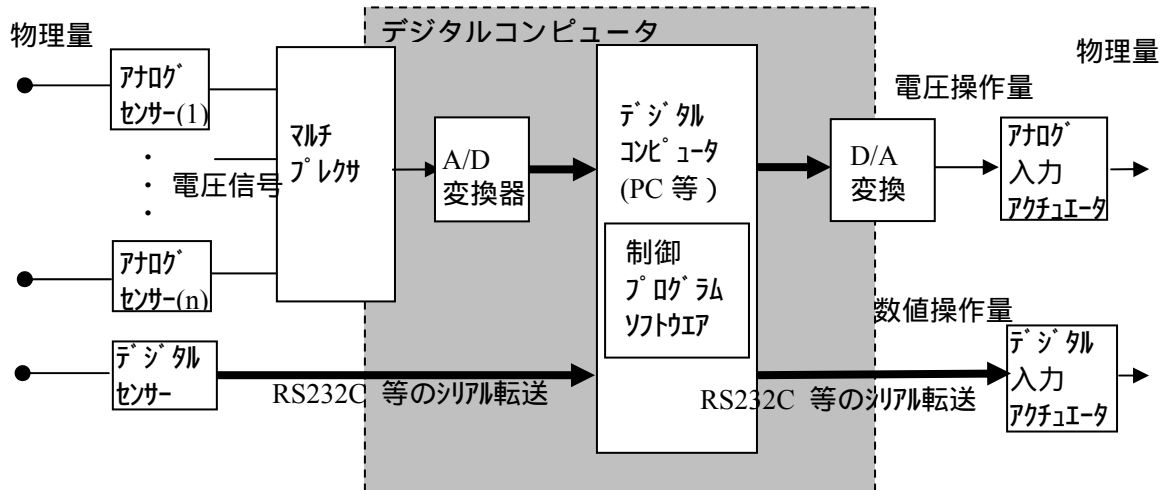 デジタルコンピュータ
物理量
物理量
ｱﾅﾛｸﾞ
ｾﾝｻｰ(1)
・
・
・
電圧信号
ｱﾅﾛｸﾞ
ｾﾝｻｰ(n)
ﾏﾙﾁ
ﾌﾟﾚｸｻ
A/D
変換器
ﾃﾞｼﾞﾀﾙ
ｺﾝﾋﾟｭｰﾀ
(PC 等 )
制御
ﾌﾟﾛｸﾞﾗﾑ
ｿﾌﾄｳｴｱ
D/A
変換
電圧操作量
ｱﾅﾛｸﾞ
入力
ｱｸﾁｭｴｰﾀ
ﾃﾞｼﾞﾀﾙ
ｾﾝｻｰ
RS232C 等のｼﾘｱﾙ転送
RS232C 等のｼﾘｱﾙ転送
数値操作量
ﾃﾞｼﾞﾀﾙ
入力
ｱｸﾁｭｴｰﾀ